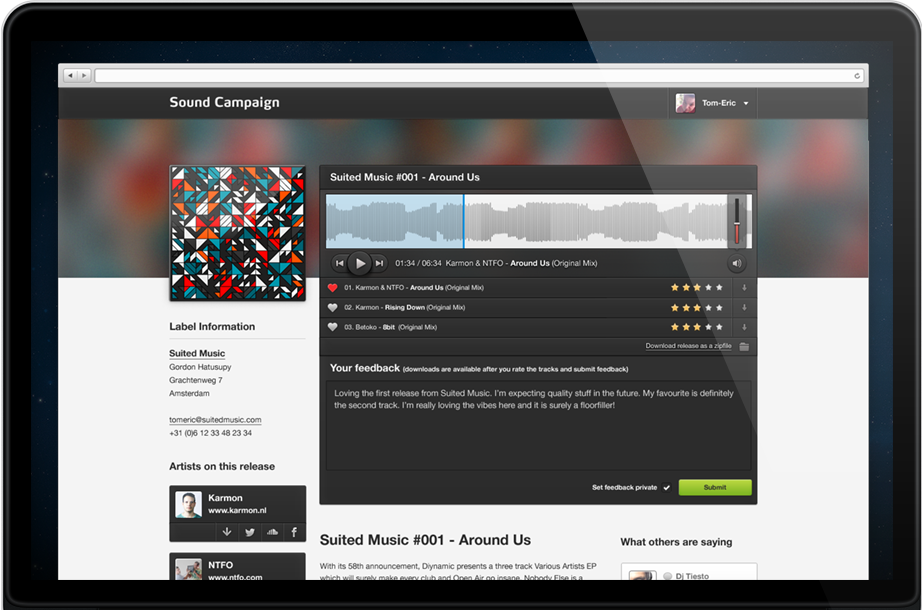 Sound Campaign
Tom-Eric
Suited Music #001 - Around Us
01:34 / 06:34 Karmon & NTFO - Around Us (Original Mix)
01. Karmon & NTFO - Around Us (Original Mix)
02. Karmon - Rising Down (Original Mix)
03. Betoko - 8bit (Original Mix)
Download release as a zipfile
Label Information
Suited Music
Gordon Hatusupy
Grachtenweg 7
Amsterdam
tomeric@suitedmusic.com
+31 (0)6 12 33 48 23 34
Your feedback (downloads are available after you rate the tracks and submit feedback)
Loving the first release from Suited Music. I'm expecting quality stuff in the future. My favourite is definitely
the second track. I'm really loving the vibes here and it is surely a floorfiller!
Set feedback private
Submit
Artists on this release
Karmon
www.karmon.nl
NTFO
www.ntfo.com
Suited Music #001 - Around Us
With its 58th announcement, Diynamic presents a three track Various Artists EP
which will surely make every club and Open Air go insane. Nobody Else is a
What others are saying
Dj Tiesto